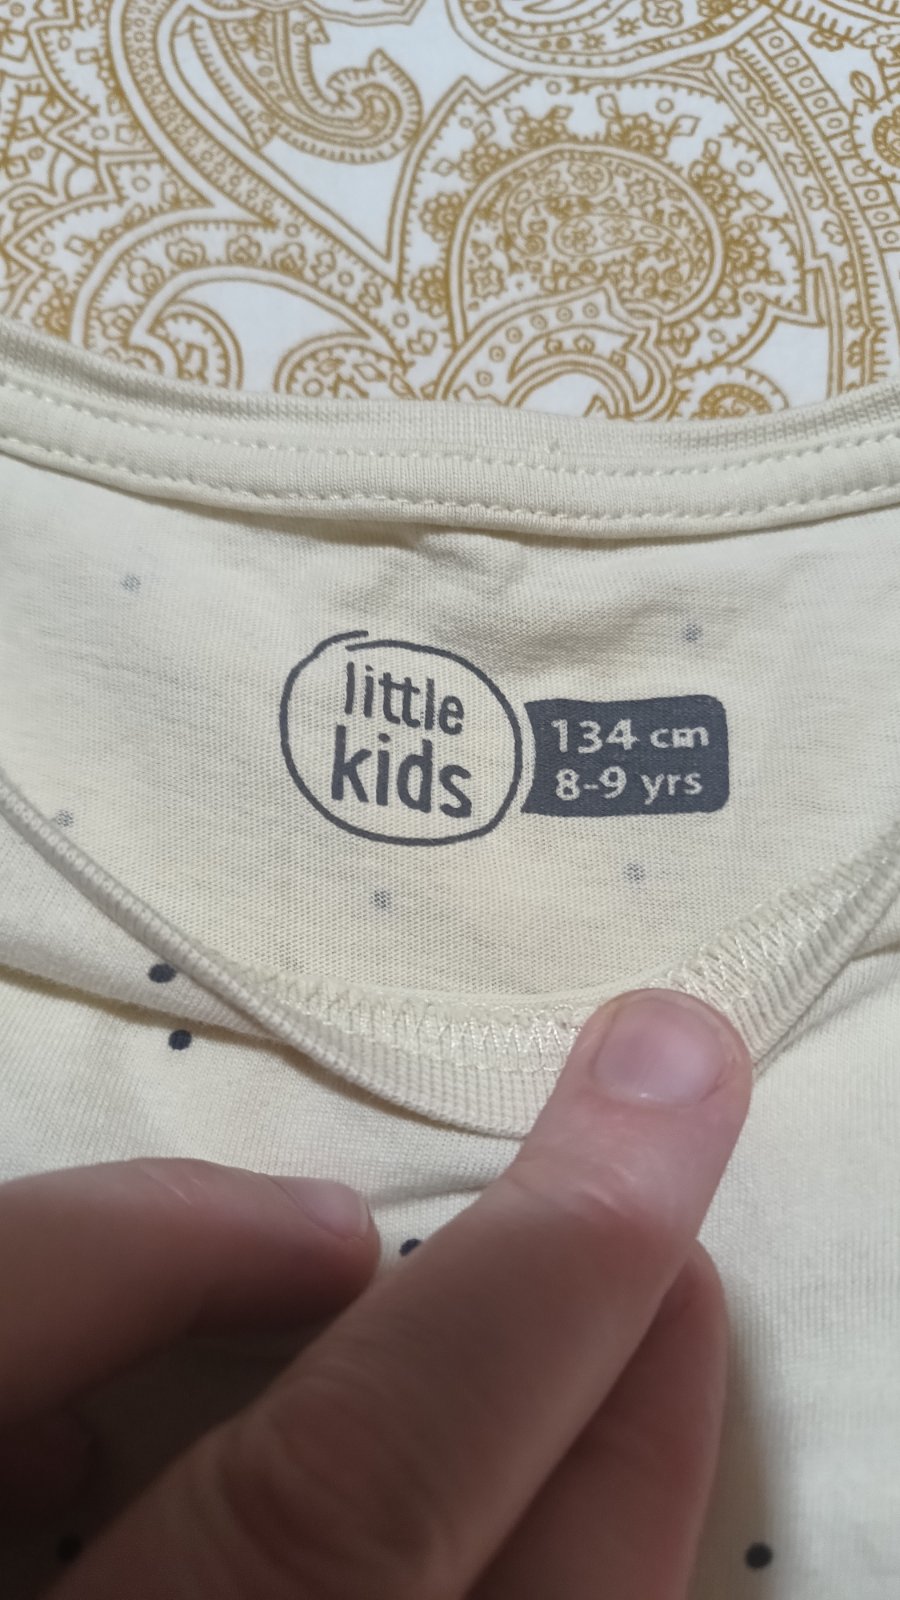 little
kids
134 cm
8-9 yrs